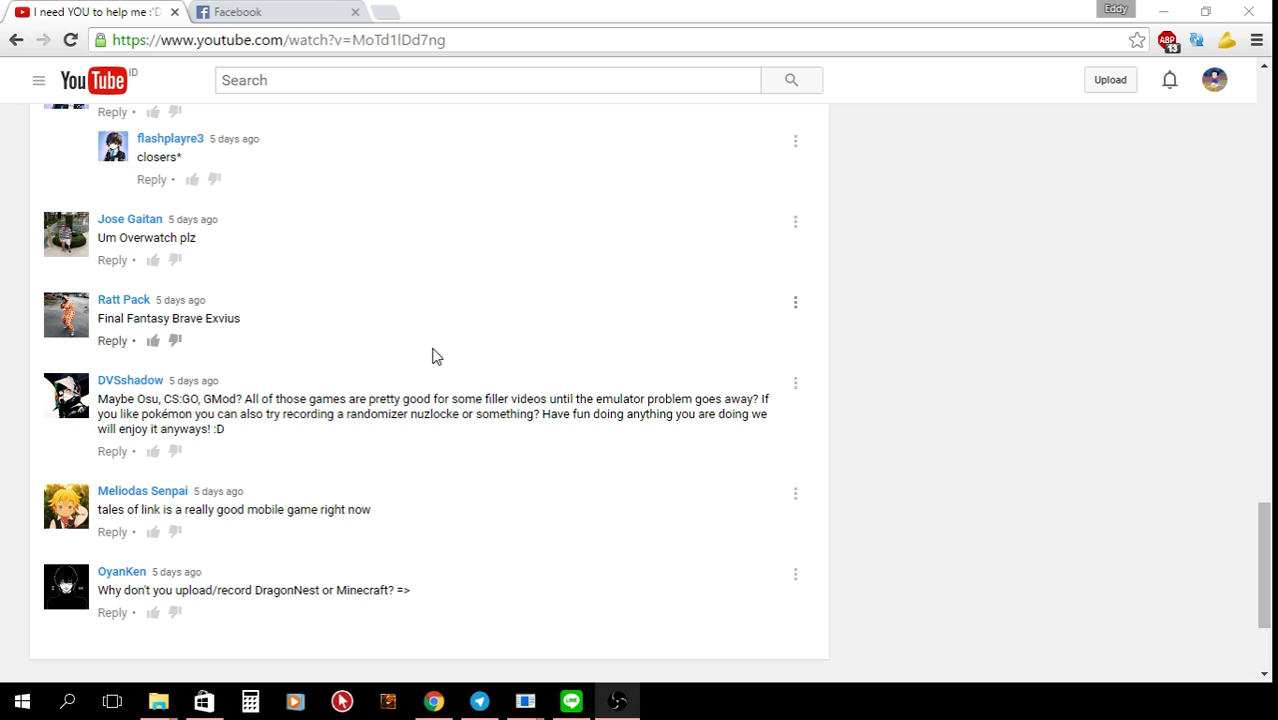 I need YOU to help me :'D
Facebook
Eddy
https://www.youtube.com/watch?v=MoTd1lDd7ng
ABP
13
YouTube ID
Search
Upload
Reply •
flashplayre3 5 days ago
closers*
Reply •
Jose Gaitan 5 days ago
Um Overwatch plz
Reply •
Ratt Pack 5 days ago
Final Fantasy Brave Exvius
Reply •
DVSshadow 5 days ago
Maybe Osu, CS:GO, GMod? All of those games are pretty good for some filler videos until the emulator problem goes away? If
you like pokémon you can also try recording a randomizer nuzlocke or something? Have fun doing anything you are doing we
will enjoy it anyways! :D
Reply •
Meliodas Senpai 5 days ago
tales of link is a really good mobile game right now
Reply •
OyanKen 5 days ago
Why don't you upload/record DragonNest or Minecraft? =>
Reply •
LINE